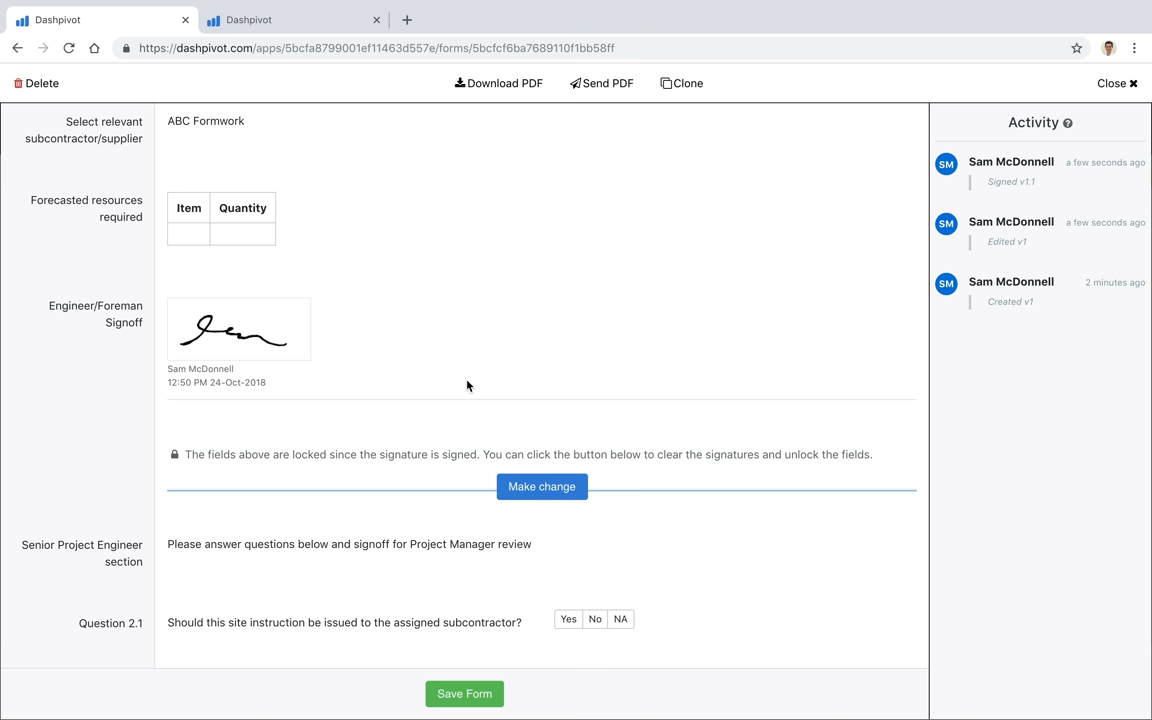 Dashpivot
Dashpivot
https://dashpivot.com/apps/5bcfa8799001ef11463d557e/forms/5bcfcf6ba7689110f1bb58ff
Delete
Download PDF
Send PDF
Clone
Close
Select relevant
subcontractor/supplier
ABC Formwork
Forecasted resources
required
Item Quantity
Engineer/Foreman
Signoff
Sam McDonnell
12:50 PM 24-Oct-2018
The fields above are locked since the signature is signed. You can click the button below to clear the signatures and unlock the fields.
Make change
Senior Project Engineer
section
Please answer questions below and signoff for Project Manager review
Question 2.1
Should this site instruction be issued to the assigned subcontractor?
Yes No NA
Save Form
Activity ?
SM Sam McDonnell a few seconds ago
Signed v1.1
SM Sam McDonnell a few seconds ago
Edited v1
SM Sam McDonnell 2 minutes ago
Created v1